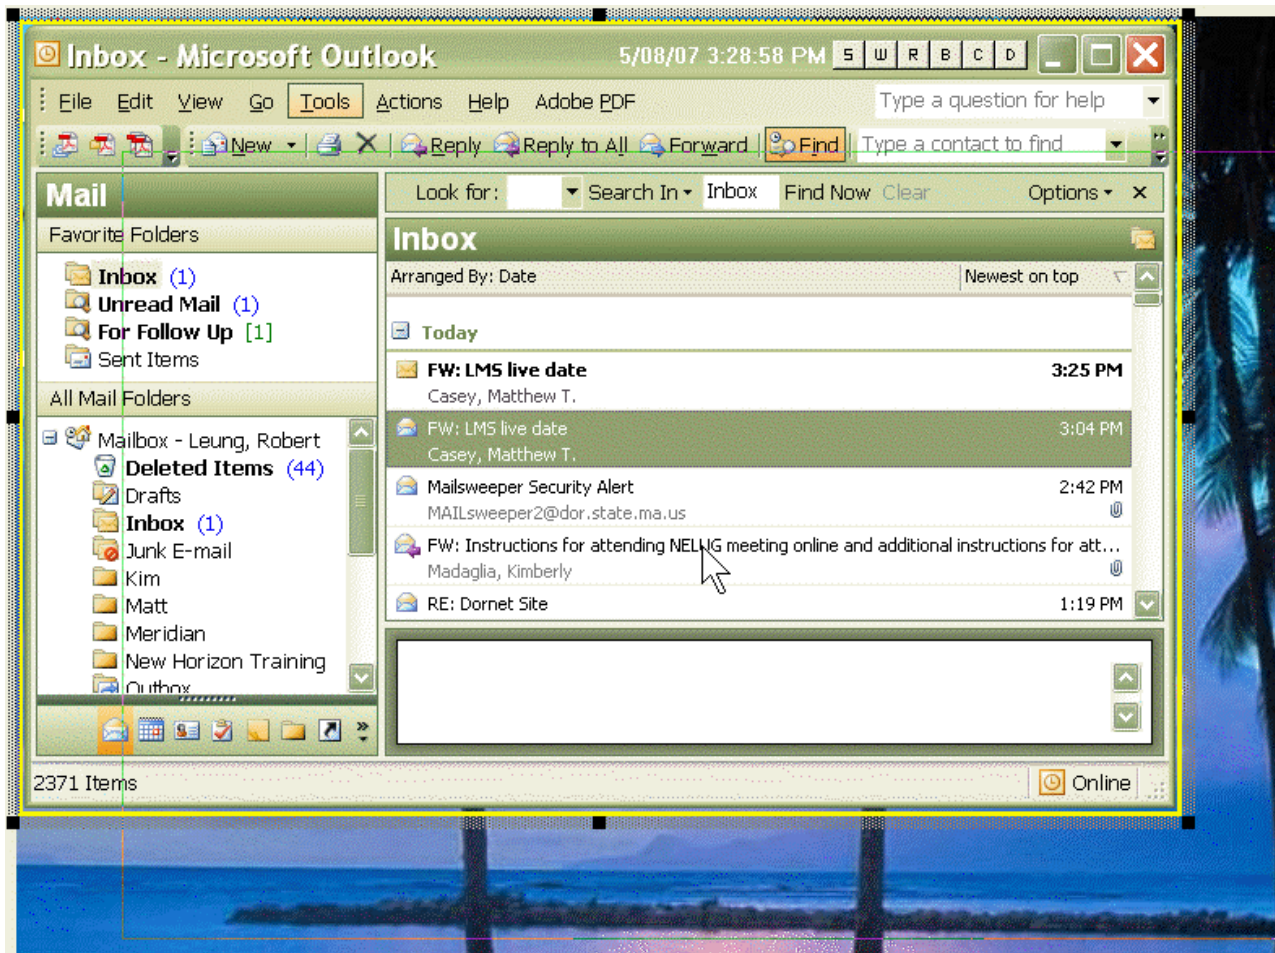 Inbox - Microsoft Outlook 5/08/07 3:28:58 PM S W R B C D
File Edit View Go Tools Actions Help Adobe PDF Type a question for help
New Reply Reply to All Forward Find Type a contact to find
Mail
Favorite Folders
Inbox (1)
Unread Mail (1)
For Follow Up [1]
Sent Items
All Mail Folders
Mailbox - Leung, Robert
Deleted Items (44)
Drafts
Inbox (1)
Junk E-mail
Kim
Matt
Meridian
New Horizon Training
Outbox
Look for: Search In Inbox Find Now Clear Options
Inbox
Arranged By: Date Newest on top
Today
FW: LMS live date 3:25 PM
Casey, Matthew T.
FW: LMS live date 3:04 PM
Casey, Matthew T.
Mailsweeper Security Alert 2:42 PM
MAILsweeper2@dor.state.ma.us
FW: Instructions for attending NELUG meeting online and additional instructions for att...
Madaglia, Kimberly
RE: Dornet Site 1:19 PM
2371 Items Online